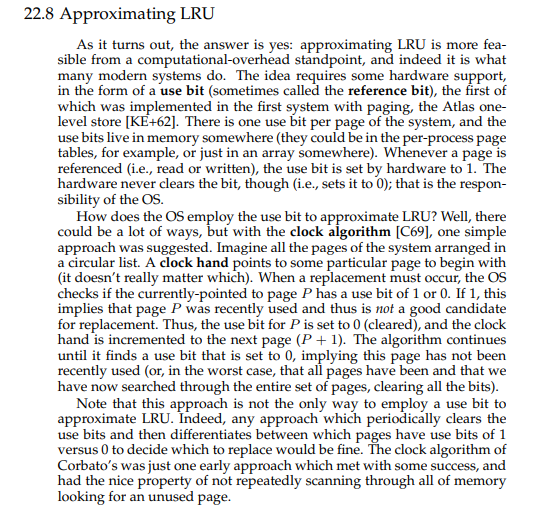 22.8 Approximating LRU
As it turns out, the answer is yes: approximating LRU is more fea-
sible from a computational-overhead standpoint, and indeed it is what
many modern systems do. The idea requires some hardware support,
in the form of a use bit (sometimes called the reference bit), the first of
which was implemented in the first system with paging, the Atlas one-
level store [KE+62]. There is one use bit per page of the system, and the
use bits live in memory somewhere (they could be in the per-process page
tables, for example, or just in an array somewhere). Whenever a page is
referenced (i.e., read or written), the use bit is set by hardware to 1. The
hardware never clears the bit, though (i.e., sets it to 0); that is the respon-
sibility of the OS.
How does the OS employ the use bit to approximate LRU? Well, there
could be a lot of ways, but with the clock algorithm [C69], one simple
approach was suggested. Imagine all the pages of the system arranged in
a circular list. A clock hand points to some particular page to begin with
(it doesn't really matter which). When a replacement must occur, the OS
checks if the currently-pointed to page P has a use bit of 1 or 0. If 1, this
implies that page P was recently used and thus is not a good candidate
for replacement. Thus, the use bit for P is set to 0 (cleared), and the clock
hand is incremented to the next page (P + 1). The algorithm continues
until it finds a use bit that is set to 0, implying this page has not been
recently used (or, in the worst case, that all pages have been and that we
have now searched through the entire set of pages, clearing all the bits).
Note that this approach is not the only way to employ a use bit to
approximate LRU. Indeed, any approach which periodically clears the
use bits and then differentiates between which pages have use bits of 1
versus 0 to decide which to replace would be fine. The clock algorithm of
Corbato's was just one early approach which met with some success, and
had the nice property of not repeatedly scanning through all of memory
looking for an unused page.